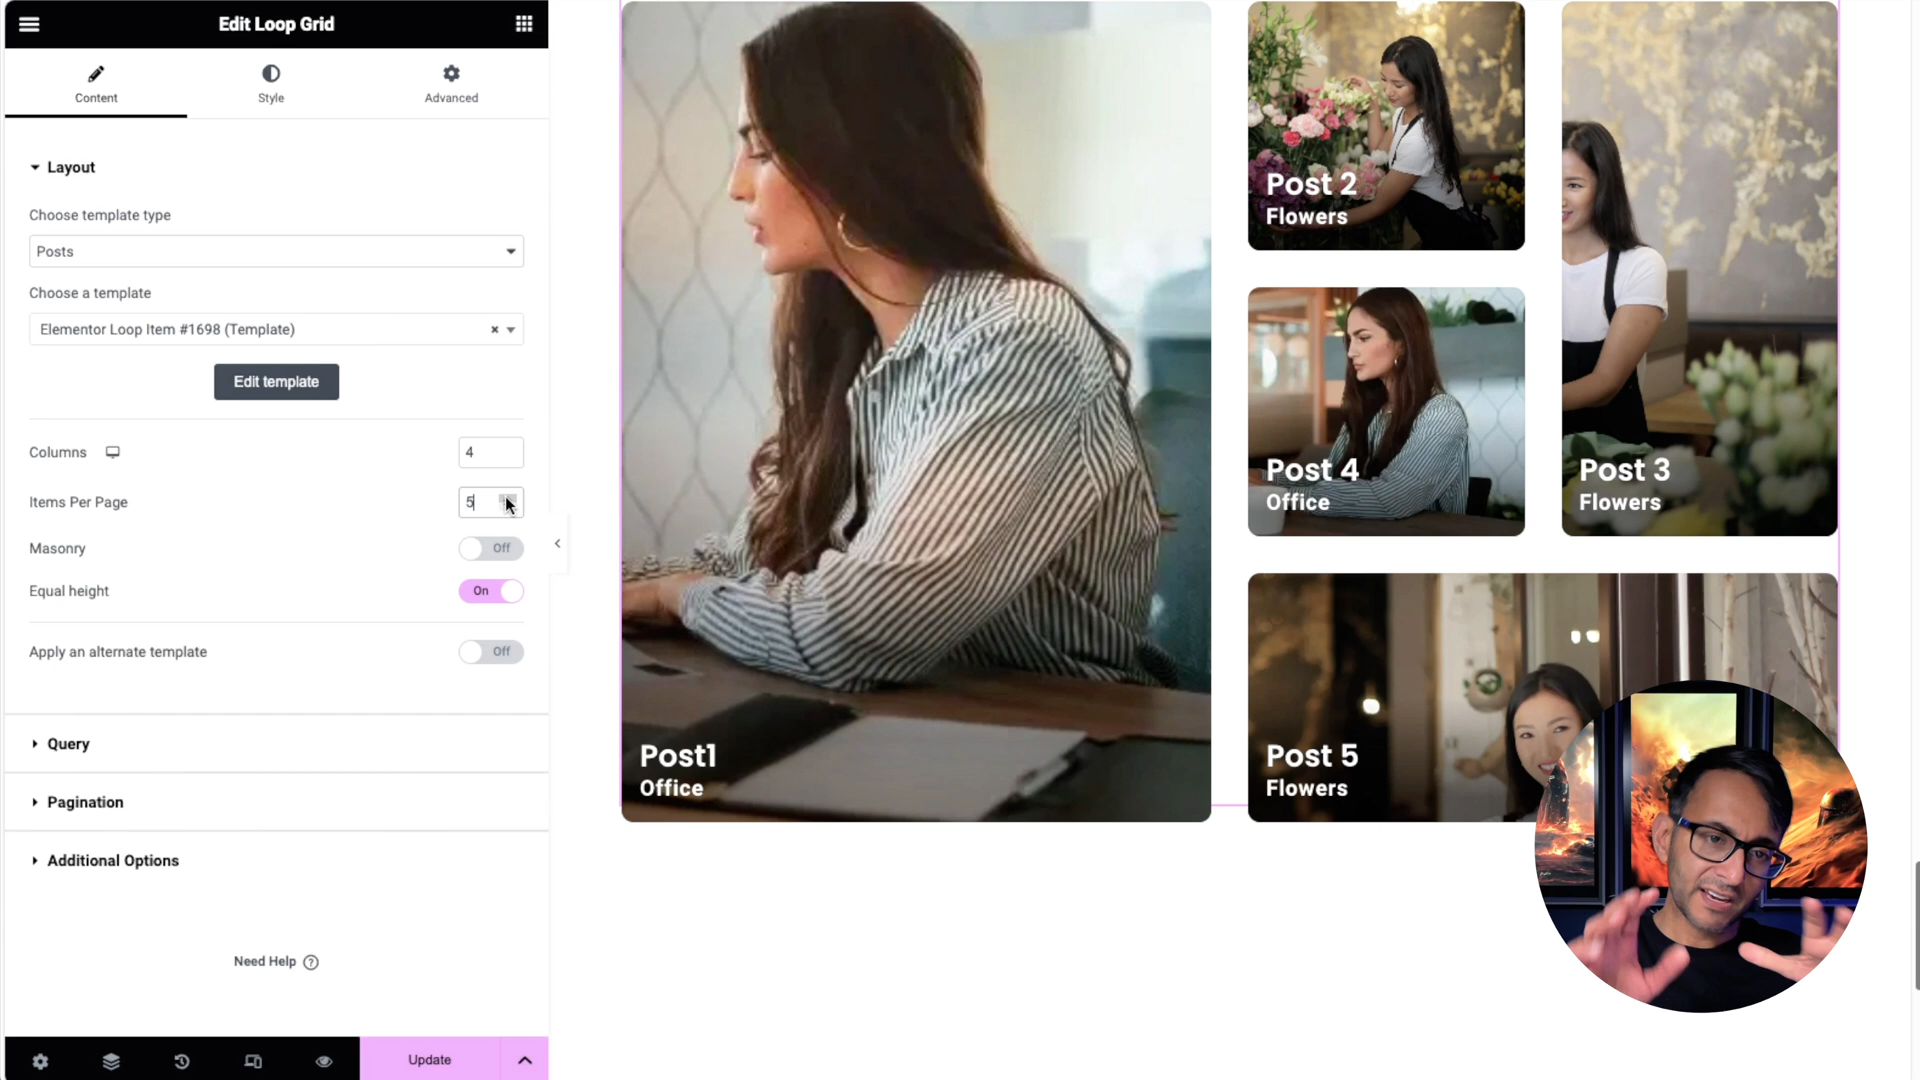 Edit Loop Grid
Content
Style
Advanced
Layout
Choose template type
Posts
Choose a template
Elementor Loop Item #1698 (Template)
×
Edit template
Columns
4
Items Per Page
5
Masonry
Off
Equal height
On
Apply an alternate template
Off
Query
Pagination
Additional Options
Need Help ?
Update
Post1
Office
Post 2
Flowers
Post 4
Office
Post 3
Flowers
Post 5
Flowers